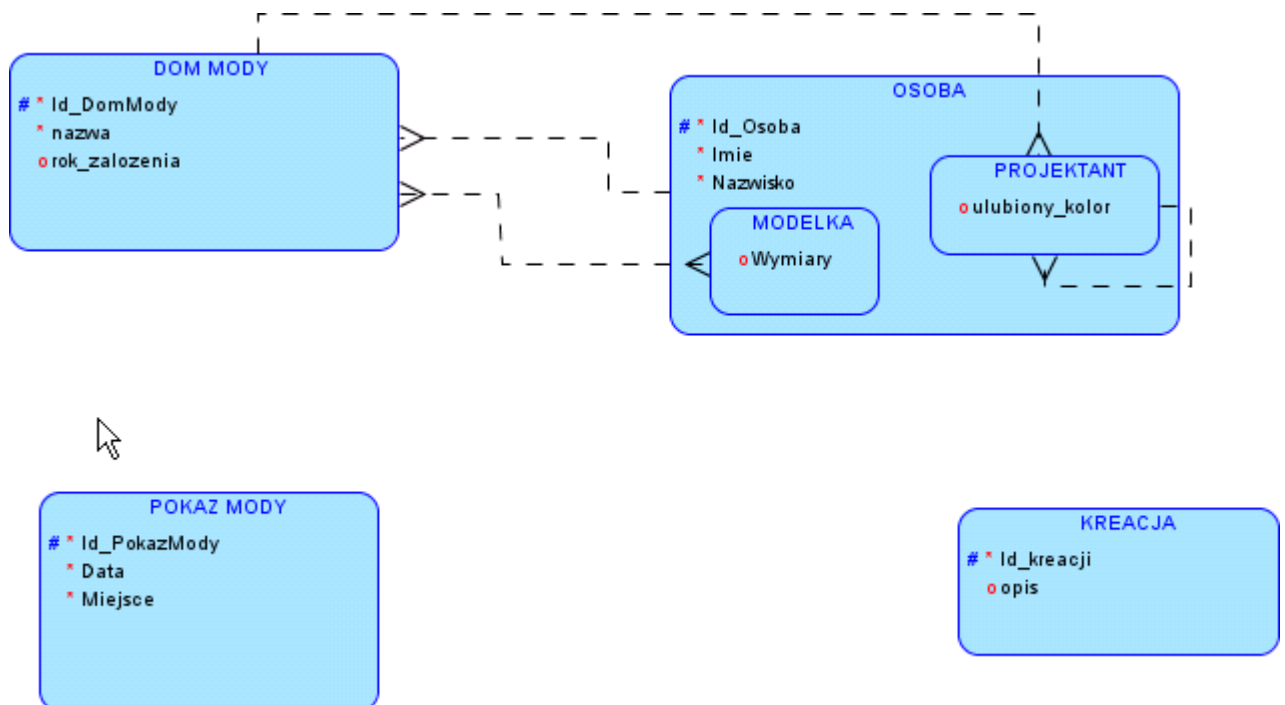 DOM MODY
# * Id_DomMody
* nazwa
o rok_zalozenia
OSOBA
# * Id_Osoba
* Imie
* Nazwisko
PROJEKTANT
o ulubiony_kolor
MODELKA
o Wymiary
POKAZ MODY
# * Id_PokazMody
* Data
* Miejsce
KREACJA
# * Id_kreacji
o opis